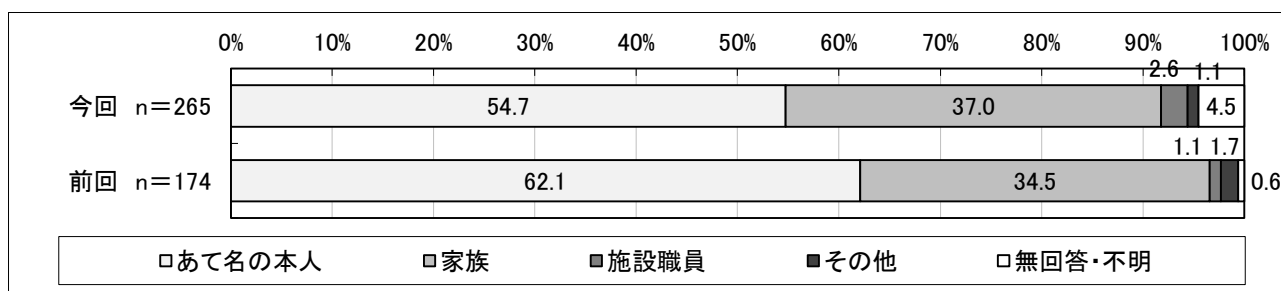 0% 10% 20% 30% 40% 50% 60% 70% 80% 90% 100%
2.6 1.1
今回 n=265 54.7 37.0 4.5
1.1 1.7
前回 n=174 62.1 34.5 0.6
□あて名の本人 ■家族 ■施設職員 ■その他 □無回答・不明